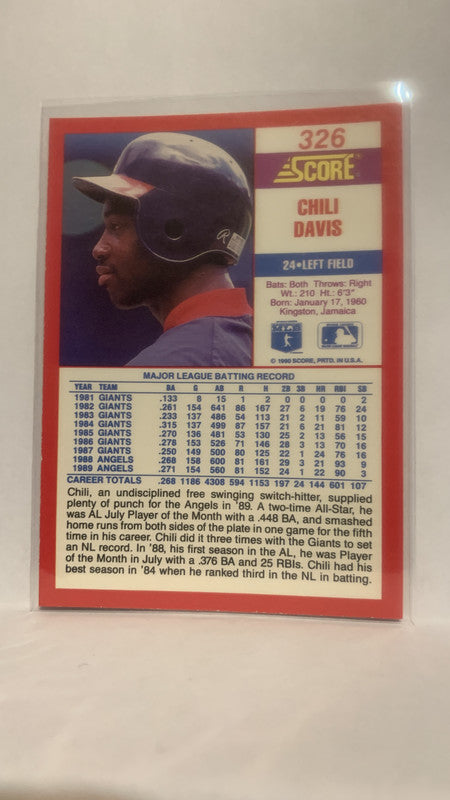 326
SCORE®
CHILI
DAVIS
24•LEFT FIELD
Bats: Both Throws: Right
Wt.: 210 Ht.: 6'3"
Born: January 17, 1960
Kingston, Jamaica
© 1990 SCORE, PRTD. IN U.S.A.
MAJOR LEAGUE BATTING RECORD
YEAR TEAM BA G AB R H 2B 3B HR RBI SB
1981 GIANTS .133 8 15 1 2 0 0 0 0 2
1982 GIANTS .261 154 641 86 167 27 6 19 76 24
1983 GIANTS .233 137 486 54 113 21 2 11 59 10
1984 GIANTS .315 137 499 87 157 21 6 21 81 12
1985 GIANTS .270 136 481 53 130 25 2 13 56 15
1986 GIANTS .278 153 526 71 146 28 3 13 70 16
1987 GIANTS .250 149 500 80 125 22 1 24 76 16
1988 ANGELS .268 158 600 81 161 29 3 21 93 9
1989 ANGELS .271 154 560 81 152 24 1 22 90 3
CAREER TOTALS .268 1186 4308 594 1153 197 24 144 601 107
Chili, an undisciplined free swinging switch-hitter, supplied
plenty of punch for the Angels in '89. A two-time All-Star, he
was AL July Player of the Month with a .448 BA, and smashed
home runs from both sides of the plate in one game for the fifth
time in his career. Chili did it three times with the Giants to set
an NL record. In '88, his first season in the AL, he was Player
of the Month in July with a .376 BA and 25 RBIs. Chili had his
best season in '84 when he ranked third in the NL in batting.